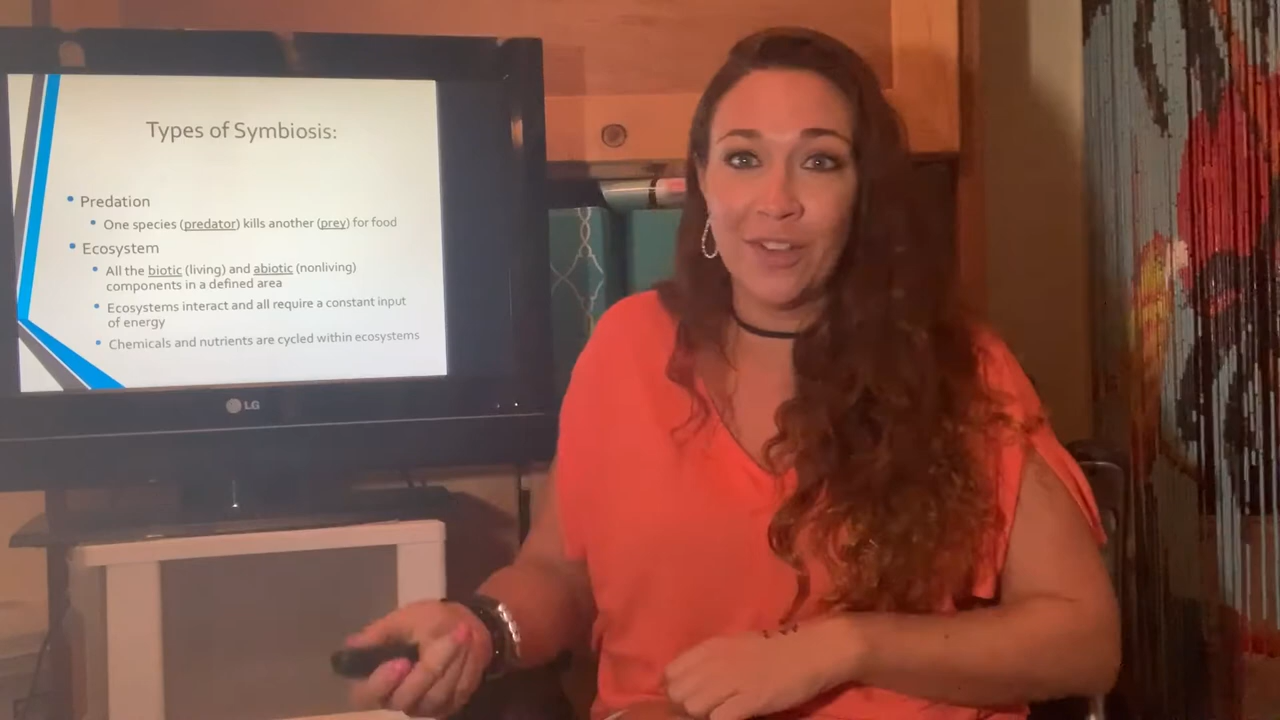 Types of Symbiosis:
• Predation
• One species (predator) kills another (prey) for food
• Ecosystem
• All the biotic (living) and abiotic (nonliving)
components in a defined area
• Ecosystems interact and all require a constant input
of energy
• Chemicals and nutrients are cycled within ecosystems
LG